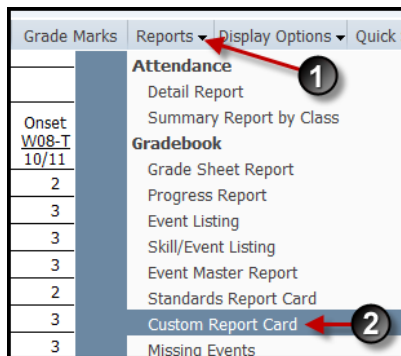 Grade Marks Reports Display Options Quick
1
Attendance
Detail Report
Summary Report by Class
Gradebook
Grade Sheet Report
Progress Report
Event Listing
Skill/Event Listing
Event Master Report
Standards Report Card
Custom Report Card
2
Missing Events
Onset
W08-T
10/11
2
3
3
3
2
3
3